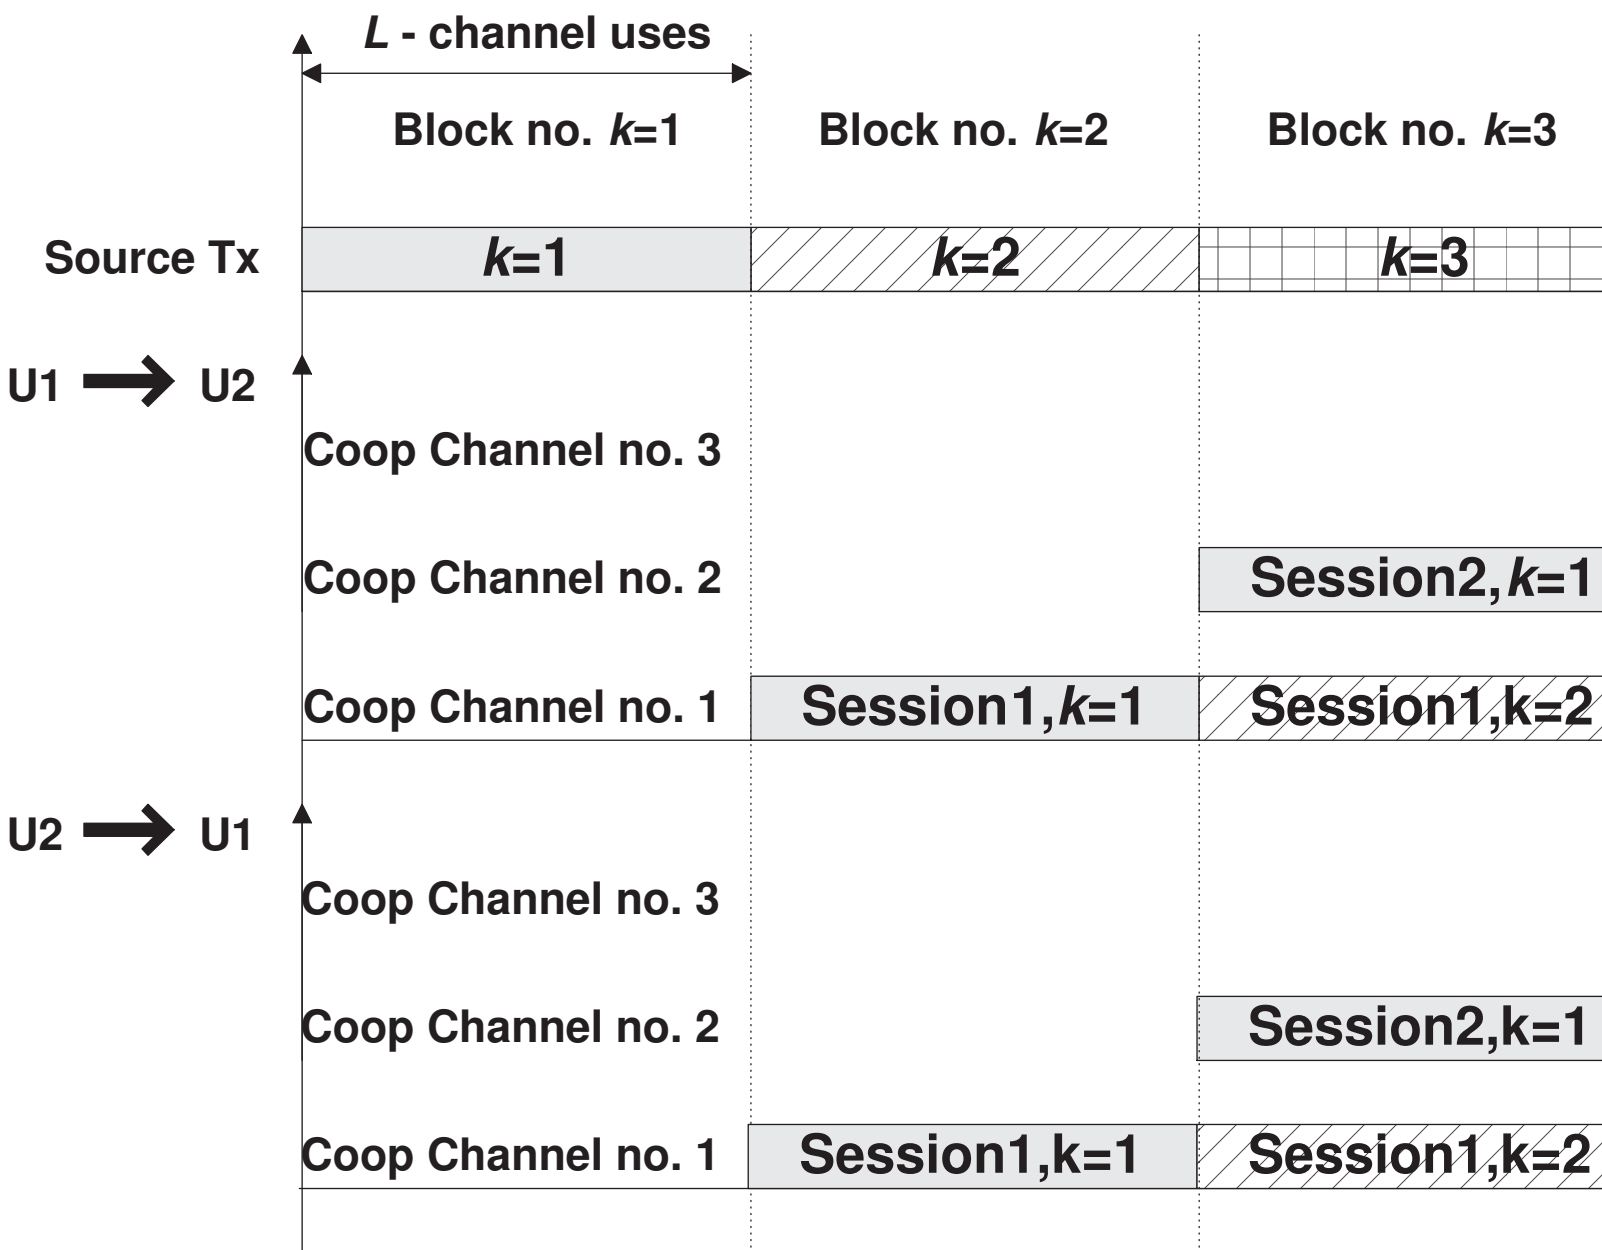 L - channel uses
Block no. k=1 Block no. k=2 Block no. k=3
Source Tx k=1 k=2 k=3
U1 U2
Coop Channel no. 3
Coop Channel no. 2 Session2,k=1
Coop Channel no. 1 Session1,k=1 Session1,k=2
U2 U1
Coop Channel no. 3
Coop Channel no. 2 Session2,k=1
Coop Channel no. 1 Session1,k=1 Session1,k=2